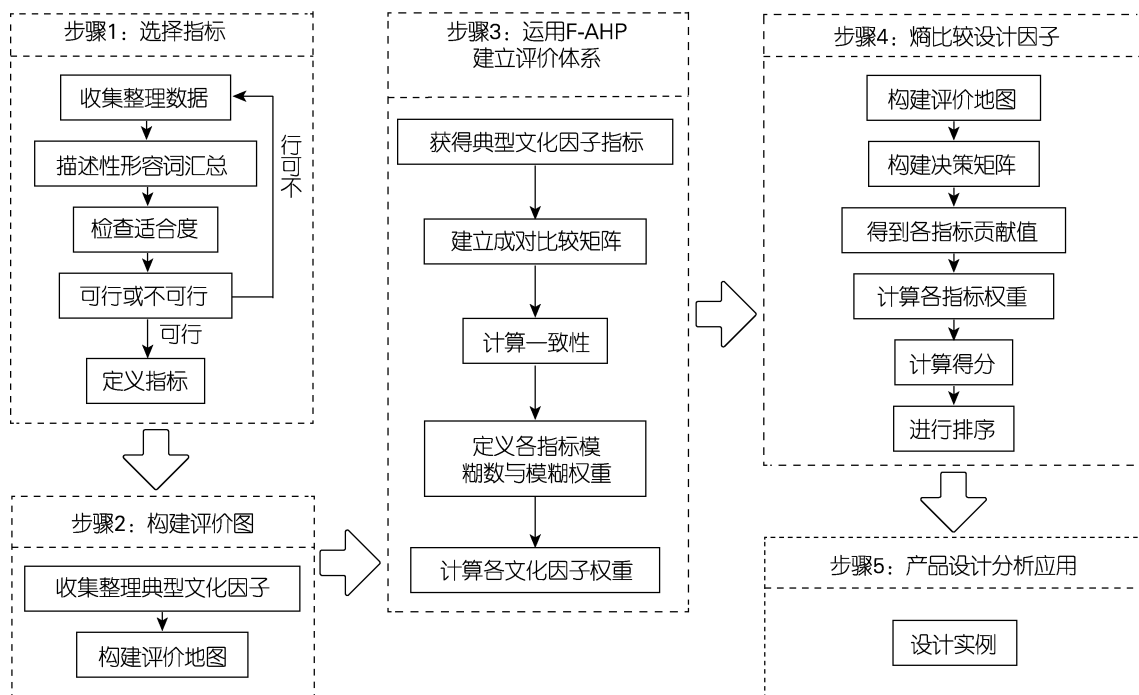 步骤1：选择指标
收集整理数据
描述性形容词汇总
检查适合度
可行或不可行
行可不
可行
定义指标
步骤2：构建评价图
收集整理典型文化因子
构建评价地图
步骤3：运用F-AHP
建立评价体系
获得典型文化因子指标
建立成对比较矩阵
计算一致性
定义各指标模
糊数与模糊权重
计算各文化因子权重
步骤4：熵比较设计因子
构建评价地图
构建决策矩阵
得到各指标贡献值
计算各指标权重
计算得分
进行排序
步骤5：产品设计分析应用
设计实例